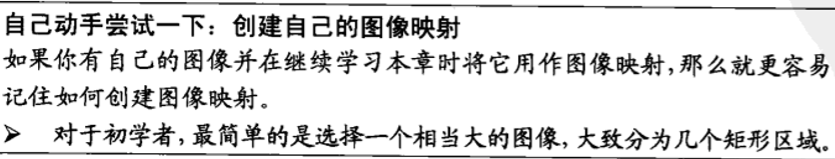 自己动手尝试一下：创建自己的图像映射
如果你有自己的图像并在继续学习本章时将它用作图像映射，那么就更容易
记住如何创建图像映射。
➢ 对于初学者，最简单的是选择一个相当大的图像，大致分为几个矩形区域。